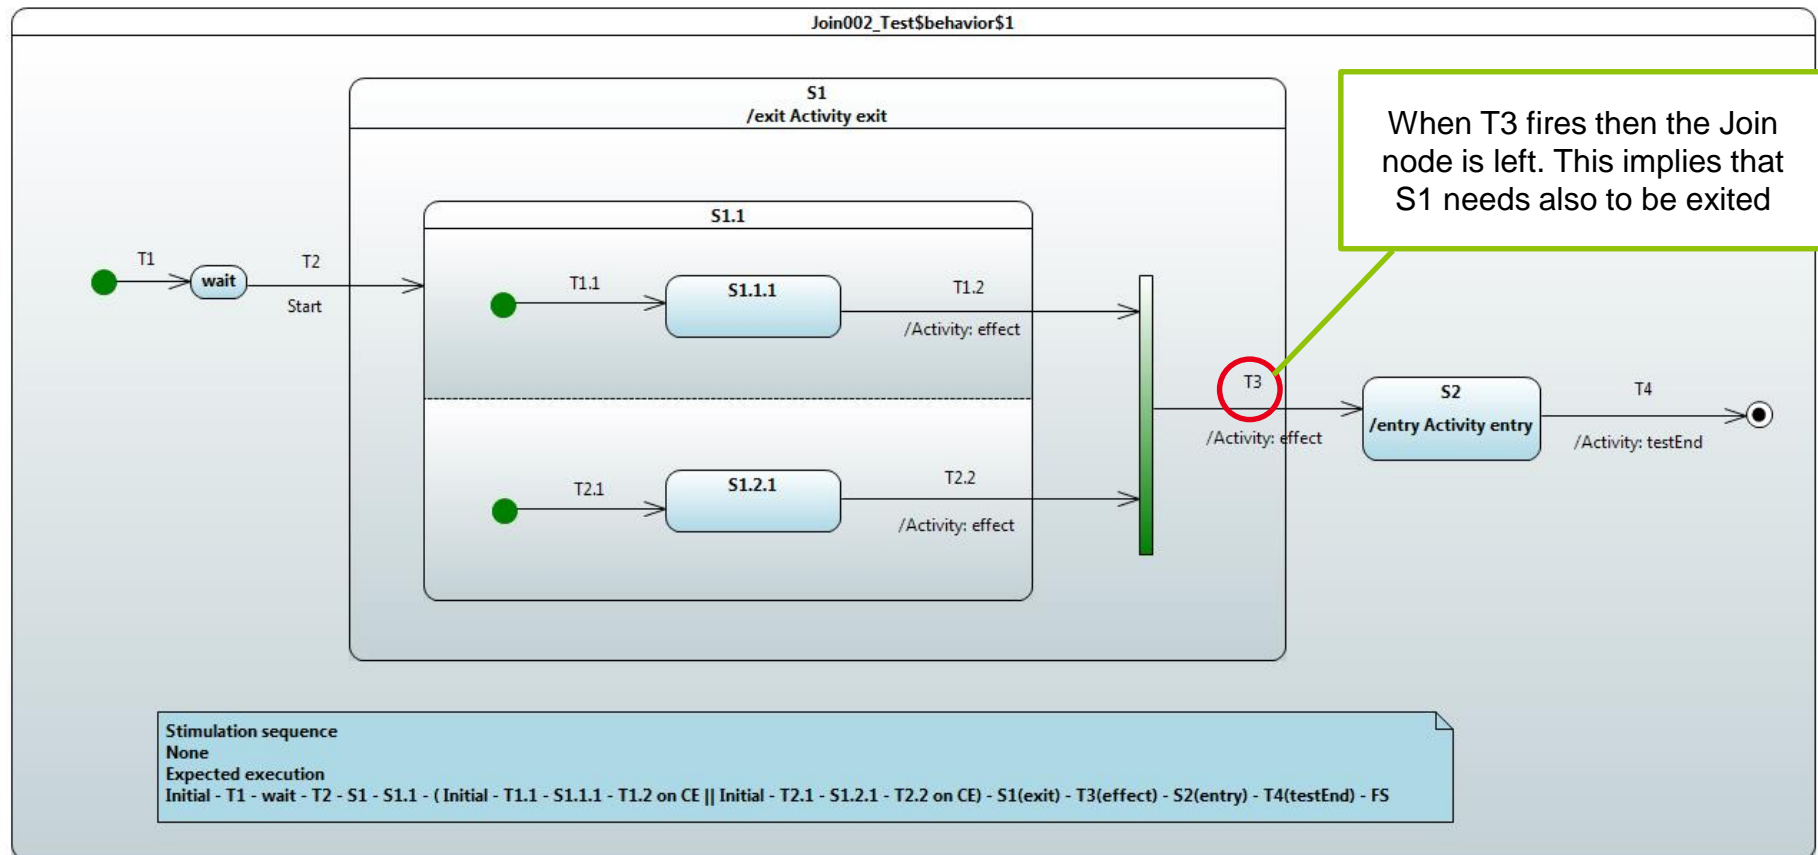 Join002_Test$behavior$1
S1
/exit Activity exit
When T3 fires then the Join
node is left. This implies that
S1 needs also to be exited
S1.1
T1
wait
T2
Start
T1.1
S1.1.1
T1.2
/Activity: effect
T3
/Activity: effect
S2
/entry Activity entry
T4
/Activity: testEnd
T2.1
S1.2.1
T2.2
/Activity: effect
Stimulation sequence
None
Expected execution
Initial - T1 - wait - T2 - S1 - S1.1 - ( Initial - T1.1 - S1.1.1 - T1.2 on CE || Initial - T2.1 - S1.2.1 - T2.2 on CE) - S1(exit) - T3(effect) - S2(entry) - T4(testEnd) - FS